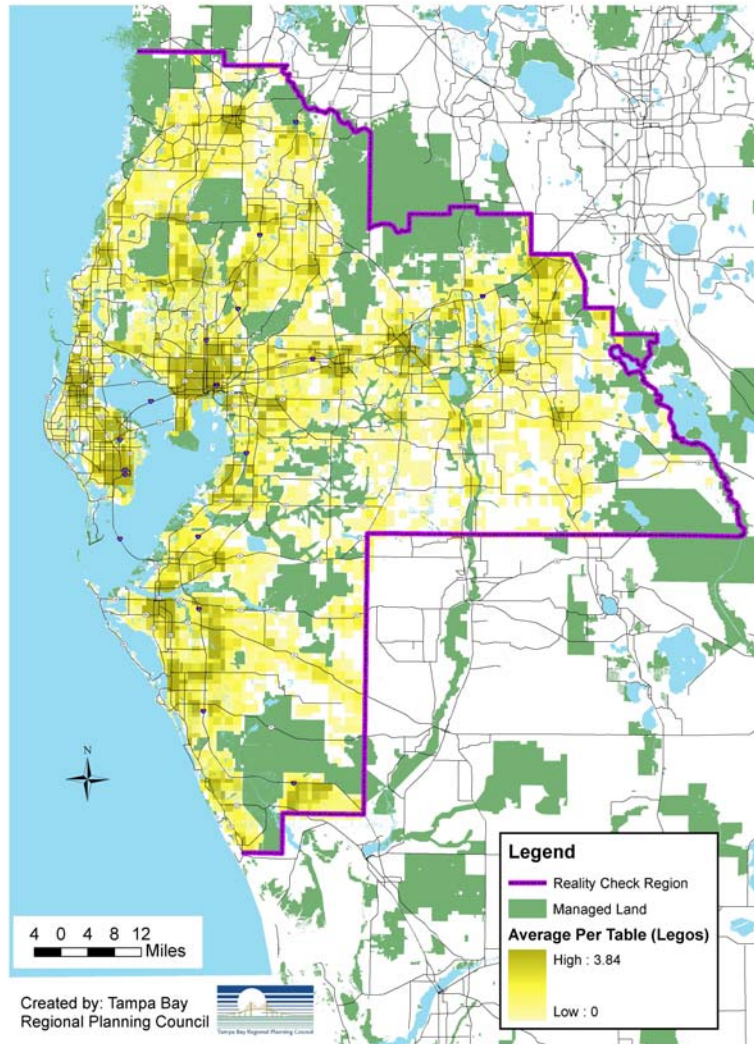 N
Legend
Reality Check Region
Managed Land
Average Per Table (Legos)
High : 3.84
Low : 0
4 0 4 8 12
Miles
Created by: Tampa Bay
Regional Planning Council
Tampa Bay Regional Planning Council